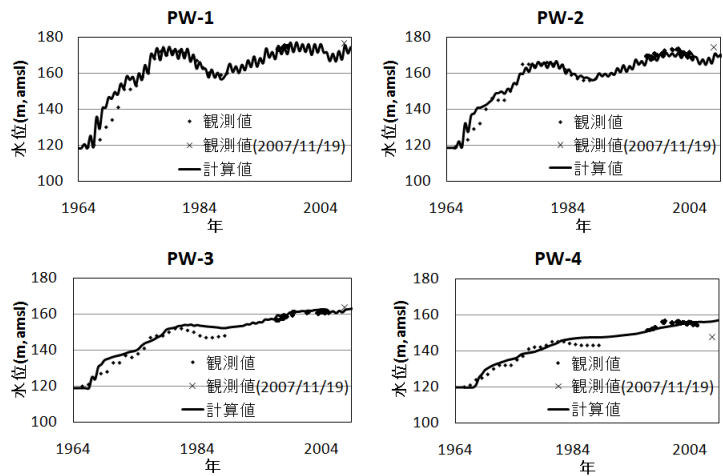 PW-1
180
160
140
120
100
水位(m,amsl)
観測値
観測値(2007/11/19)
計算値
1964
1984
2004
年
PW-2
180
160
140
120
100
水位(m,amsl)
観測値
観測値(2007/11/19)
計算値
1964
1984
2004
年
PW-3
180
160
140
120
100
水位(m,amsl)
観測値
観測値(2007/11/19)
計算値
1964
1984
2004
年
PW-4
180
160
140
120
100
水位(m,amsl)
観測値
観測値(2007/11/19)
計算値
1964
1984
2004
年